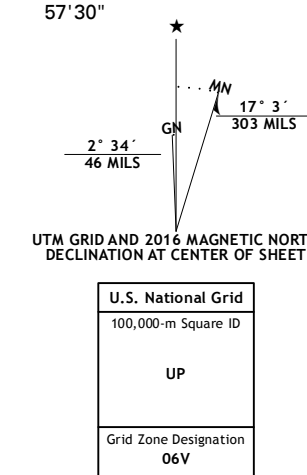 57'30"
★
MN
GN
17° 3´
303 MILS
2° 34´
46 MILS
UTM GRID AND 2016 MAGNETIC NORT
DECLINATION AT CENTER OF SHEET
U.S. National Grid
100,000-m Square ID
UP
Grid Zone Designation
06V